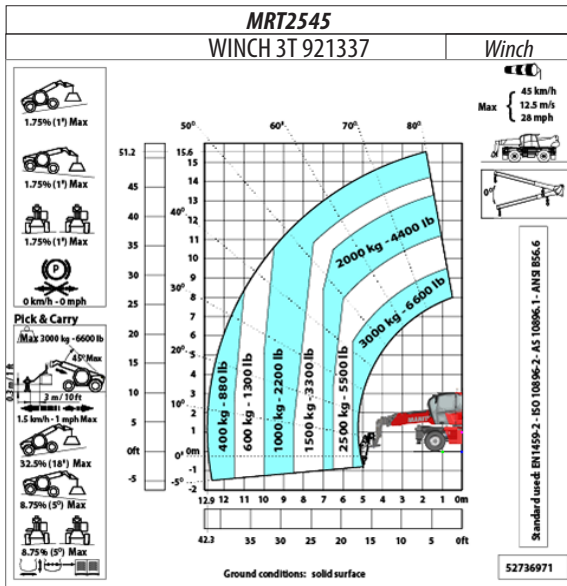 MRT2545
WINCH 3T 921337
Winch
1.75% (1°) Max
1.75% (1°) Max
1.75% (1°) Max
P
0 km/h - 0 mph
Pick & Carry
Max 3000 kg - 6600 lb
45° Max
0.3 m / 1 ft
3 m / 10 ft
1.5 km/h - 1 mph Max
32.5% (18°) Max
8.75% (5°) Max
8.75% (5°) Max
Max
45 km/h
12.5 m/s
28 mph
0°
50° 60° 70° 80°
40°
30°
20°
10°
0°
-5°
51.2
45
40
35
30
25
20
15
10
5
0ft
-5
15.6
15
14
13
12
11
10
9
8
7
6
5
4
3
2
1
0m
-1
-2
400 kg - 880 lb
600 kg - 1300 lb
1000 kg - 2200 lb
1500 kg - 3300 lb
2500 kg - 5500 lb
2000 kg - 4400 lb
3000 kg - 6600 lb
12.9 12 11 10 9 8 7 6 5 4 3 2 1 0m
42.3 35 30 25 20 15 10 5 0ft
Ground conditions: solid surface
Standard used: EN1459-2 - ISO 10896-2 - AS 10896.1 - ANSI B56.6
52736971